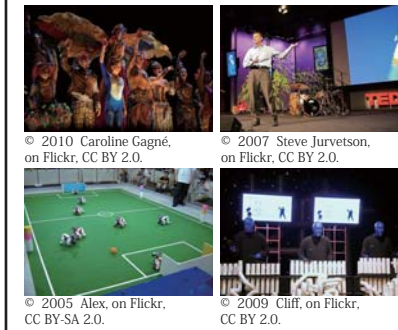 TED
© 2010 Caroline Gagné,
on Flickr, CC BY 2.0.
© 2007 Steve Jurvetson,
on Flickr, CC BY 2.0.
© 2005 Alex, on Flickr,
CC BY-SA 2.0.
© 2009 Cliff, on Flickr,
CC BY 2.0.